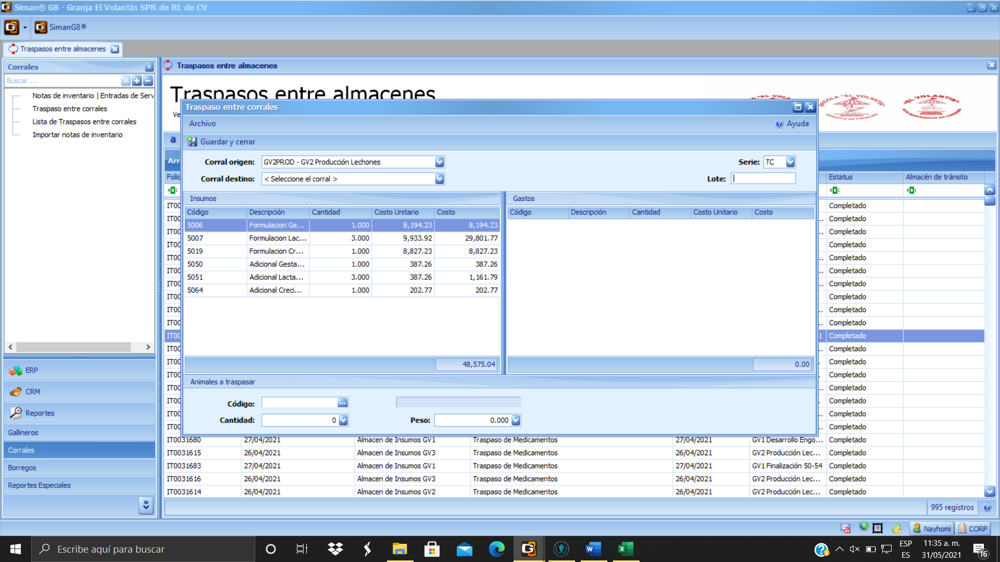 Siman® G8 - Granja El Volantín SPR de RL de CV
SimanG8®
Traspasos entre almacenes
Corrales
Buscar ...
Notas de inventario | Entradas de Serv
Traspaso entre corrales
Lista de Traspasos entre corrales
Importar notas de inventario
ERP
CRM
Reportes
Gallineros
Corrales
Borregos
Reportes Especiales
Traspasos entre almacenes
Traspasos entre almacenes
Ve
"EL VOLANTIN"
OVINOS
a
Arr
Folio
Estatus
Almacén de tránsito
Traspaso entre corrales
Archivo
Ayuda
Guardar y cerrar
Corral origen: GV2PROD - GV2 Producción Lechones
Serie: TC
Corral destino: < Seleccione el corral >
Lote:
Insumos
Código Descripción Cantidad Costo Unitario Costo
5006 Formulacion Ge... 1.000 8,194.23 8,194.23
5007 Formulacion Lac... 3.000 9,933.92 29,801.77
5019 Formulacion Cr... 1.000 8,827.23 8,827.23
5050 Adicional Gesta... 1.000 387.26 387.26
5051 Adicional Lacta... 3.000 387.26 1,161.79
5064 Adicional Creci... 1.000 202.77 202.77
48,575.04
Gastos
Código Descripción Cantidad Costo Unitario Costo
0.00
Animales a traspasar
Código:
Cantidad: 0
Peso: 0.000
IT00 Completado
IT00 Completado
IT00 Completado
IT00 Completado
IT00 Completado
IT00 Completado
IT00 Completado
IT00 Completado
IT00 Completado
IT00 Completado
IT00 1 Completado
IT00 Completado
IT00 Completado
IT00 Completado
IT00 Completado
IT00 Completado
IT00 Completado
IT00 Completado
IT0031680 27/04/2021 Almacen de Insumos GV1 Traspaso de Medicamentos 27/04/2021 GV1 Desarrollo Engo... Completado
IT0031615 26/04/2021 Almacen de Insumos GV3 Traspaso de Medicamentos 26/04/2021 GV2 Producción Lec... Completado
IT0031683 27/04/2021 Almacen de Insumos GV1 Traspaso de Medicamentos 27/04/2021 GV1 Finalización 50-54 Completado
IT0031616 26/04/2021 Almacen de Insumos GV3 Traspaso de Medicamentos 26/04/2021 GV2 Producción Lec... Completado
IT0031614 26/04/2021 Almacen de Insumos GV2 Traspaso de Medicamentos 26/04/2021 GV2 Producción Lec... Completado
995 registros
Nayhomi
CORP
Escribe aquí para buscar
ESP
ES
11:35 a. m.
31/05/2021
16